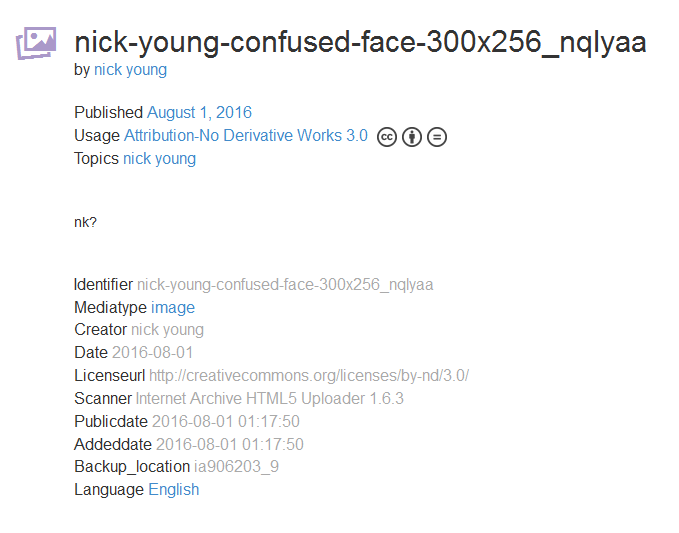 nick-young-confused-face-300x256_nqlyaa
by nick young
Published August 1, 2016
Usage Attribution-No Derivative Works 3.0 cc =
Topics nick young
nk?
Identifier nick-young-confused-face-300x256_nqlyaa
Mediatype image
Creator nick young
Date 2016-08-01
Licenseurl http://creativecommons.org/licenses/by-nd/3.0/
Scanner Internet Archive HTML5 Uploader 1.6.3
Publicdate 2016-08-01 01:17:50
Addeddate 2016-08-01 01:17:50
Backup_location ia906203_9
Language English